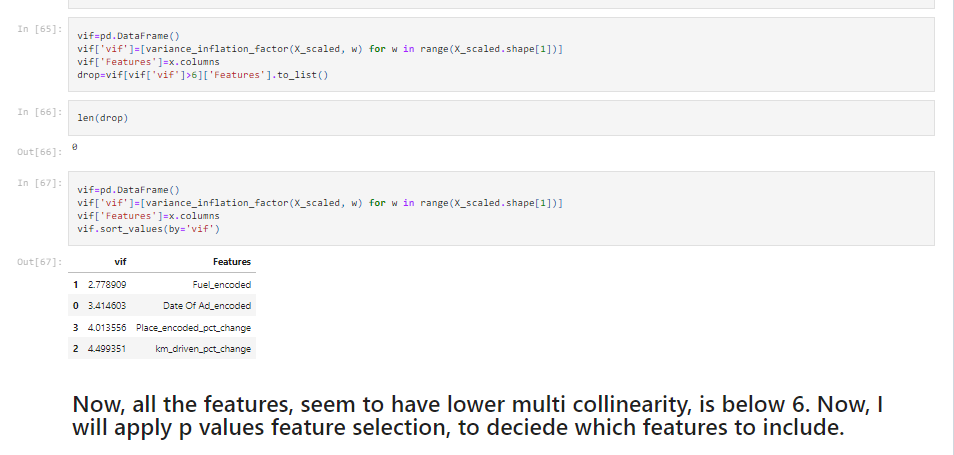 In [65]:
vif=pd.DataFrame()
vif['vif']=[variance_inflation_factor(X_scaled, w) for w in range(X_scaled.shape[1])]
vif['Features']=x.columns
drop=vif[vif['vif']>6]['Features'].to_list()
In [66]:
len(drop)
Out[66]:
0
In [67]:
vif=pd.DataFrame()
vif['vif']=[variance_inflation_factor(X_scaled, w) for w in range(X_scaled.shape[1])]
vif['Features']=x.columns
vif.sort_values(by='vif')
Out[67]:
vif Features
1 2.778909 Fuel_encoded
0 3.414603 Date Of Ad_encoded
3 4.013556 Place_encoded_pct_change
2 4.499351 km_driven_pct_change
Now, all the features, seem to have lower multi collinearity, is below 6. Now, I
will apply p values feature selection, to deciede which features to include.